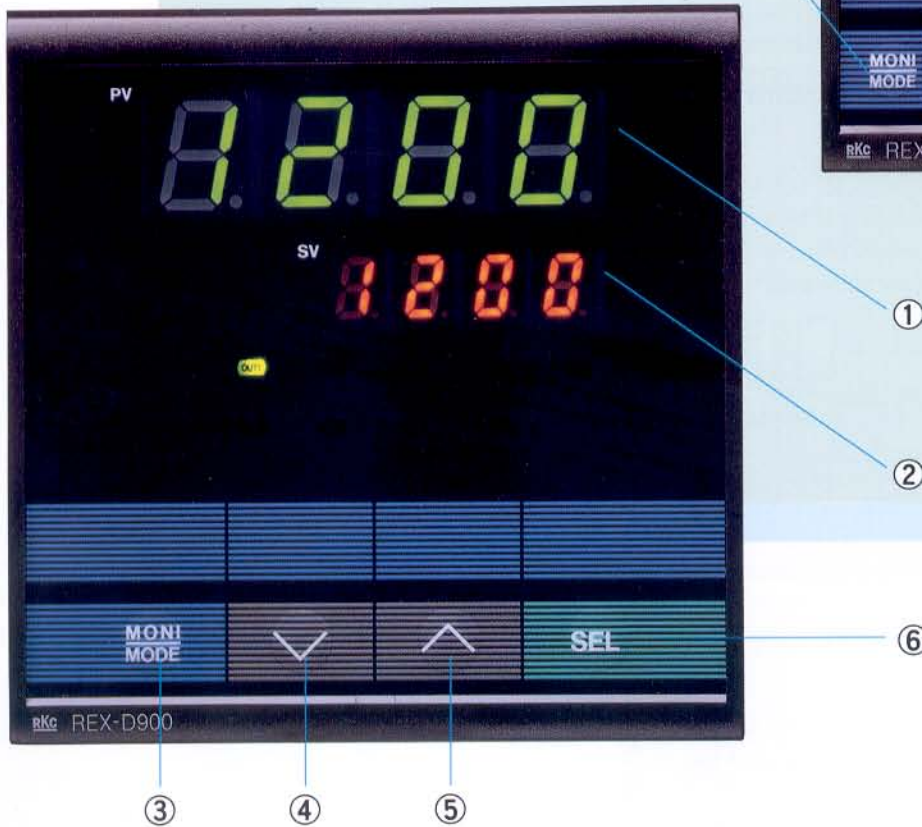 PV
1200
SV
1200
OUT1
MONI
MODE
SEL
RKC REX-D900
MONI
MODE
RKC REX
①
②
③
④
⑤
⑥